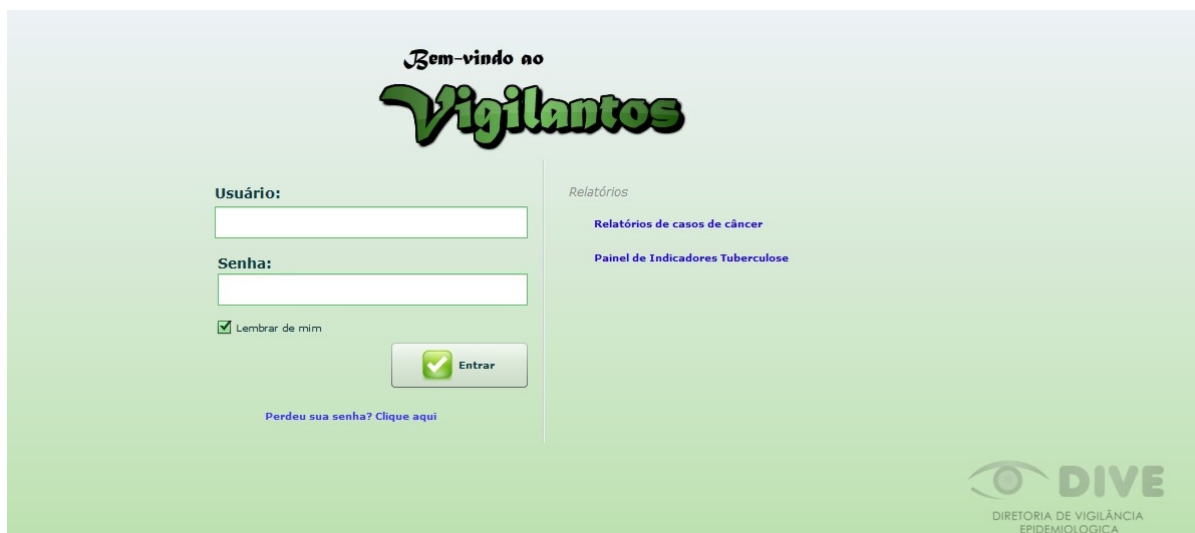 Bem-vindo ao
Vigilantos
Usuário:
Senha:
Lembrar de mim
Entrar
Perdeu sua senha? Clique aqui
Relatórios
Relatórios de casos de câncer
Painel de Indicadores Tuberculose
DIVE
DIRETORIA DE VIGILÂNCIA
EPIDEMIOLOGICA